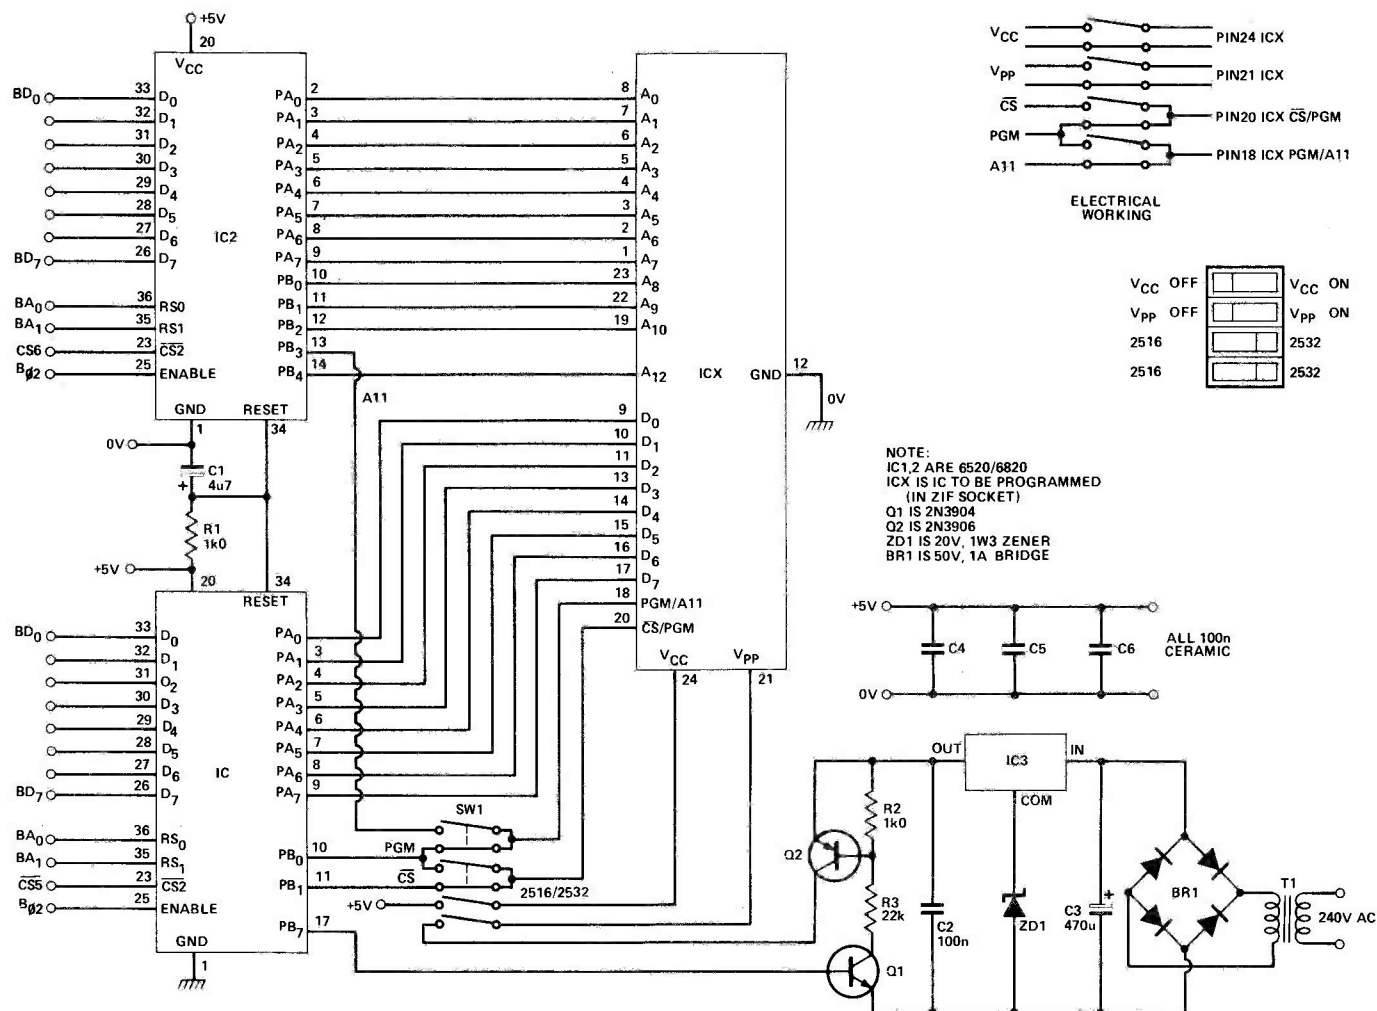 +5V
20
VCC
BD0 33 D0 PA0 2 8 A0
32 D1 PA1 3 7 A1
31 D2 PA2 4 6 A2
30 D3 PA3 5 5 A3
29 D4 PA4 6 4 A4
28 D5 PA5 7 3 A5
27 D6 PA6 8 2 A6
IC2
BD7 26 D7 PA7 9 1 A7
PB0 10 23 A8
BA0 36 RS0 PB1 11 22 A9
BA1 35 RS1 PB2 12 19 A10
CS6 23 C̅S̅2̅ PB3 13
Bφ2 25 ENABLE PB4 14 A12
ICX GND 12
0V
A11
GND RESET
1 34
0V
C1
4u7
+
R1
1k0
+5V
20 34
RESET
9 D0
10 D1
11 D2
13 D3
14 D4
15 D5
16 D6
17 D7
18 PGM/A11
20 C̅S̅/PGM
VCC VPP
24 21
BD0 33 D0 PA0
32 D1 PA1 3
31 O2 PA2 4
30 D3 PA3 5
29 D4 PA4 6
28 D5 PA5 7
27 D6 PA6 8
IC
BD7 26 D7 PA7 9
BA0 36 RS0 PB0 10
BA1 35 RS1 PB1 11
C̅S̅5̅ 23 C̅S̅2̅
Bφ2 25 ENABLE PB7 17
GND
1
SW1
PGM
C̅S̅
2516/2532
+5V
VCC PIN24 ICX
VPP PIN21 ICX
C̅S̅ PIN20 ICX C̅S̅/PGM
PGM
A11 PIN18 ICX PGM/A11
ELECTRICAL
WORKING
VCC OFF VCC ON
VPP OFF VPP ON
2516 2532
2516 2532
NOTE:
IC1,2 ARE 6520/6820
ICX IS IC TO BE PROGRAMMED
(IN ZIF SOCKET)
Q1 IS 2N3904
Q2 IS 2N3906
ZD1 IS 20V, 1W3 ZENER
BR1 IS 50V, 1A BRIDGE
+5V
C4 C5 C6
ALL 100n
CERAMIC
0V
OUT IC3 IN
COM
R2
1k0
Q2
R3
22k
C2
100n
ZD1
C3
470u
+
BR1
T1
240V AC
Q1